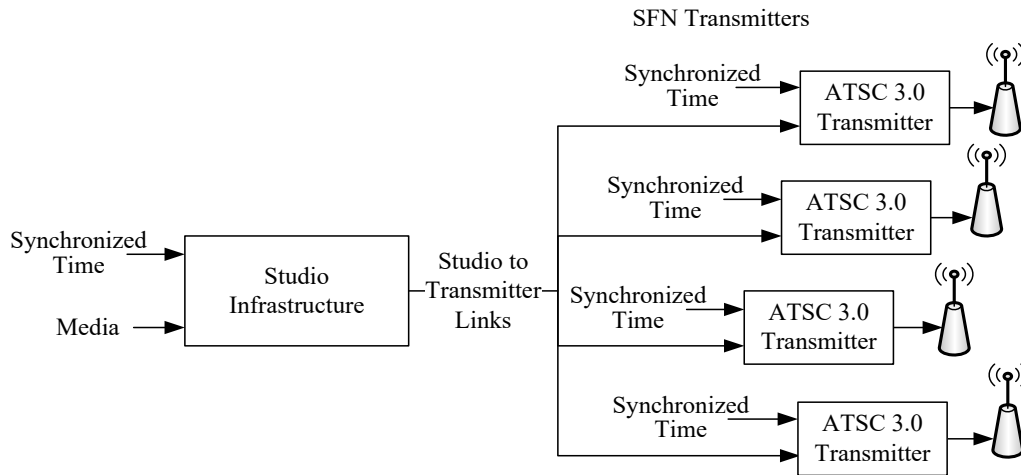 SFN Transmitters
Synchronized
Time
ATSC 3.0
Transmitter
Synchronized
Time
ATSC 3.0
Transmitter
Synchronized
Time
Media
Studio
Infrastructure
Studio to
Transmitter
Links
Synchronized
Time
ATSC 3.0
Transmitter
Synchronized
Time
ATSC 3.0
Transmitter